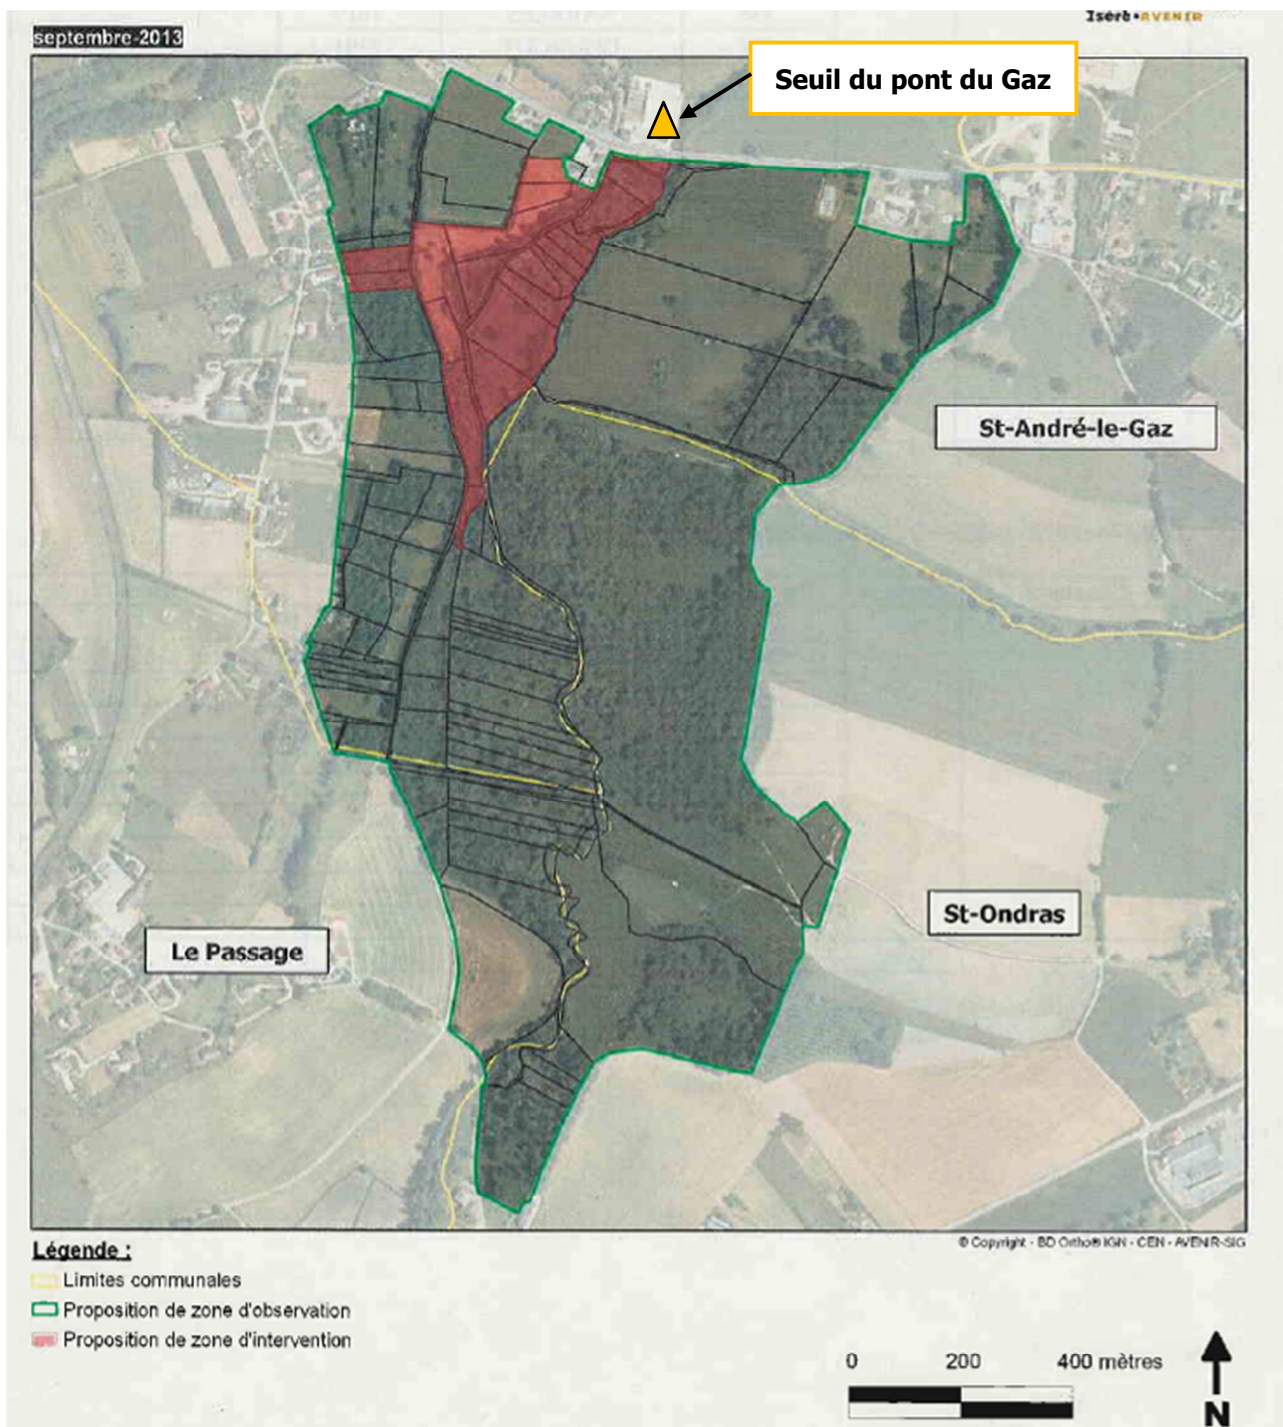 Isère•AVENIR
septembre-2013
Seuil du pont du Gaz
St-André-le-Gaz
St-Ondras
Le Passage
© Copyright - BD Ortho® IGN - CEN - AVENIR-SIG
Légende :
Limites communales
Proposition de zone d'observation
Proposition de zone d'intervention
0 200 400 mètres
N